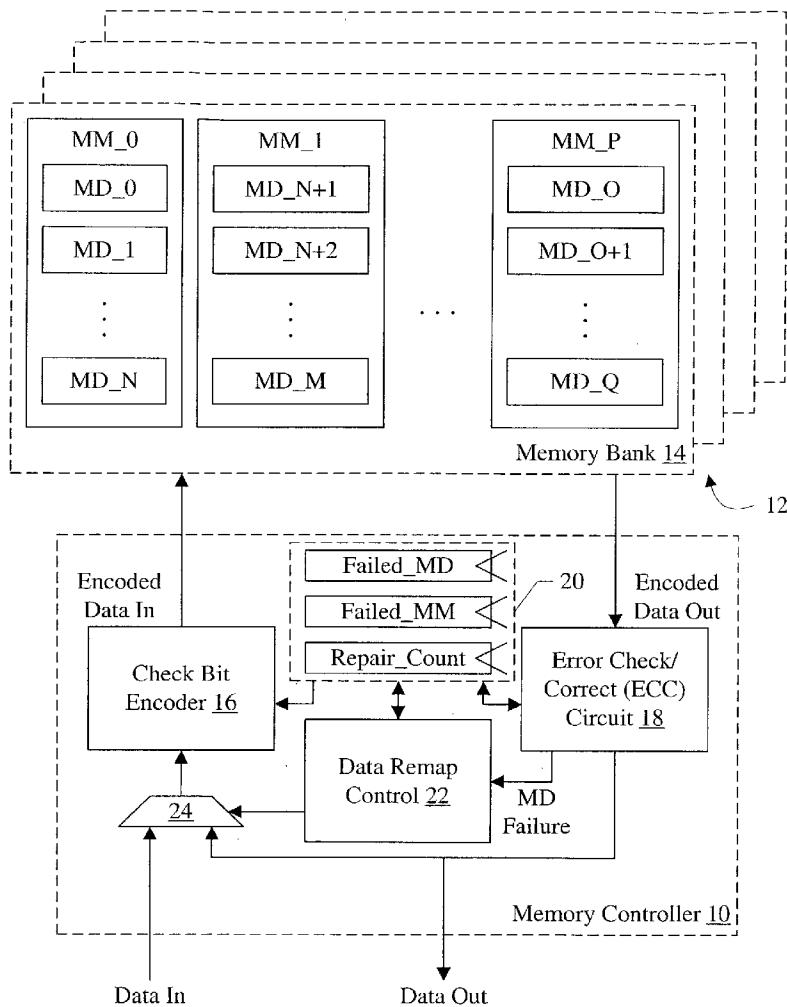 MM_0
MD_0
MD_1
MD_N
MM_1
MD_N+1
MD_N+2
MD_M
MM_P
MD_O
MD_O+1
MD_Q
Memory Bank 14
12
Encoded
Data In
Failed_MD
Failed_MM
Repair_Count
20
Encoded
Data Out
Check Bit
Encoder 16
Error Check/
Correct (ECC)
Circuit 18
Data Remap
Control 22
MD
Failure
24
Memory Controller 10
Data In
Data Out